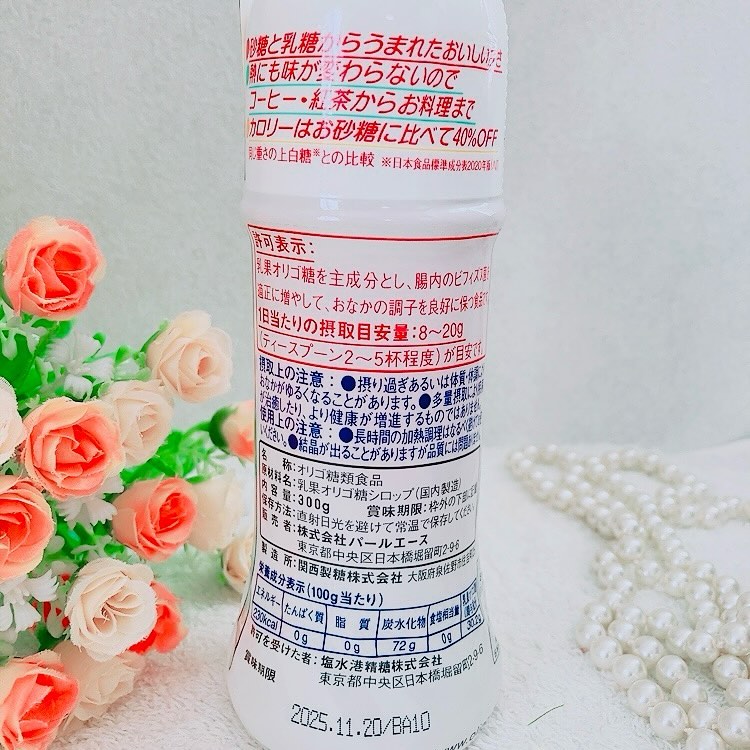 砂糖と乳糖からうまれたおいしい
熱にも味が変わらないので
コーヒー・紅茶からお料理まで
カロリーはお砂糖に比べて40%OFF
同じ重さの上白糖※との比較 ※日本食品標準成分表2020年版
許可表示：
乳果オリゴ糖を主成分とし、腸内のビフィズス菌
適正に増やして、おなかの調子を良好に保つ食品
1日当たりの摂取目安量：8～20g
(ティースプーン2～5杯程度)が目安です
摂取上の注意：●摂り過ぎあるいは体質・体調
おなかがゆるくなることがあります。●多量摂取により
が治癒したり、より健康が増進するものではありません。
使用上の注意：●長時間の加熱調理はなるべく
ください。●結晶が出ることがありますが品質には問題
名 称：オリゴ糖類食品
原材料名：乳果オリゴ糖シロップ(国内製造)
内容量：300g 賞味期限：枠外の下部に記載
保存方法：直射日光を避けて常温で保存してください
販売者：株式会社パールエース
東京都中央区日本橋堀留町2-9-6
製造所：関西製糖株式会社 大阪府泉佐野市住吉町
栄養成分表示(100g当たり)
エネルギー たんぱく質 脂質 炭水化物 食塩相当量
230kcal 0g 0g 72g 0g
許可を受けた者：塩水港精糖株式会社
東京都中央区日本橋堀留町2-9-6
賞味期限
2025.11.20/BA10